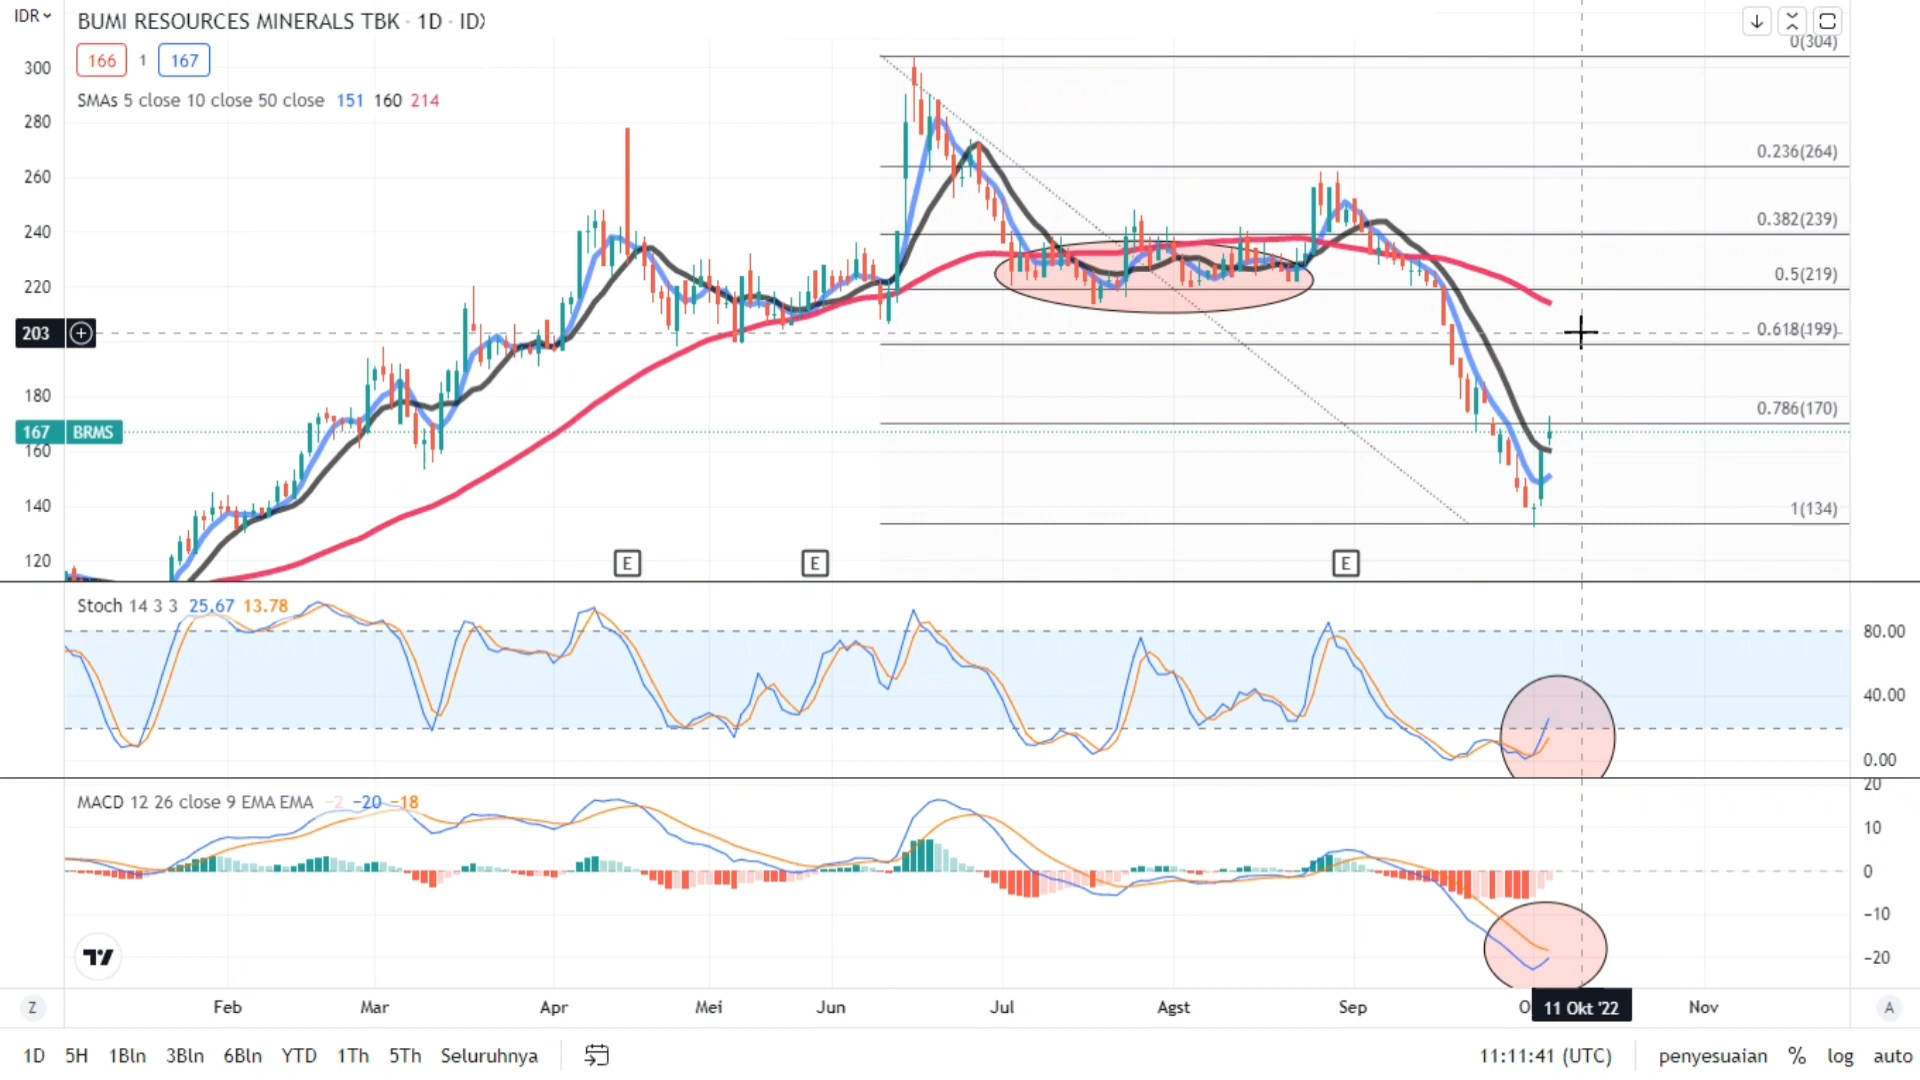 IDR
BUMI RESOURCES MINERALS TBK · 1D · IDX
166 1 167
SMAs 5 close 10 close 50 close 151 160 214
300
280
260
240
220
203
180
167 BRMS
160
140
120
0(304)
0.236(264)
0.382(239)
0.5(219)
0.618(199)
0.786(170)
1(134)
E E E
Stoch 14 3 3 25.67 13.78
80.00
40.00
0.00
MACD 12 26 close 9 EMA EMA −2 −20 −18
20
10
0
−10
−20
Z Feb Mar Apr Mei Jun Jul Agst Sep O 11 Okt '22 Nov A
1D 5H 1Bln 3Bln 6Bln YTD 1Th 5Th Seluruhnya 11:11:41 (UTC) penyesuaian % log auto